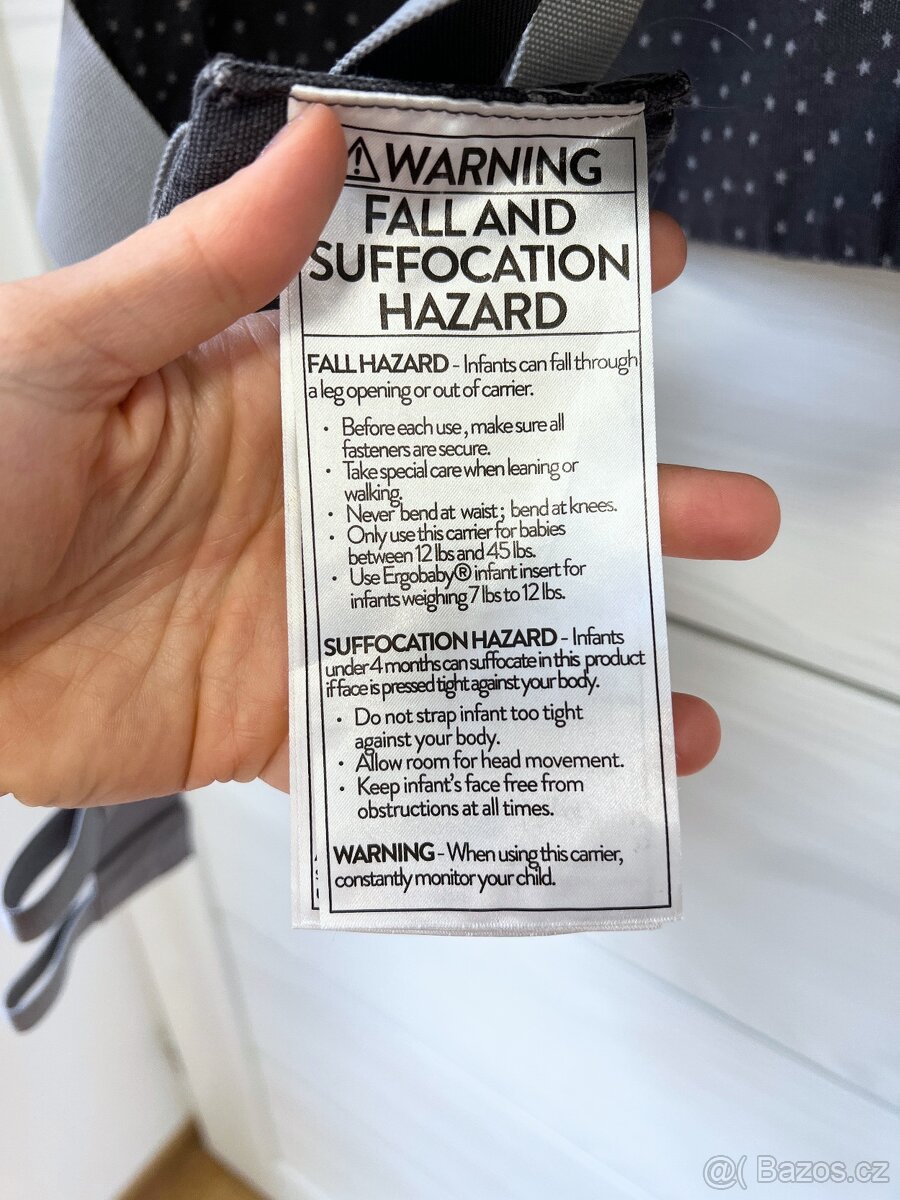 ⚠WARNING
FALL AND
SUFFOCATION
HAZARD
FALL HAZARD - Infants can fall through
a leg opening or out of carrier.
• Before each use, make sure all
fasteners are secure.
• Take special care when leaning or
walking.
• Never bend at waist; bend at knees.
• Only use this carrier for babies
between 12 lbs and 45 lbs.
• Use Ergobaby® infant insert for
infants weighing 7 lbs to 12 lbs.
SUFFOCATION HAZARD - Infants
under 4 months can suffocate in this product
if face is pressed tight against your body.
• Do not strap infant too tight
against your body.
• Allow room for head movement.
• Keep infant's face free from
obstructions at all times.
WARNING - When using this carrier,
constantly monitor your child.
@( Bazos.cz